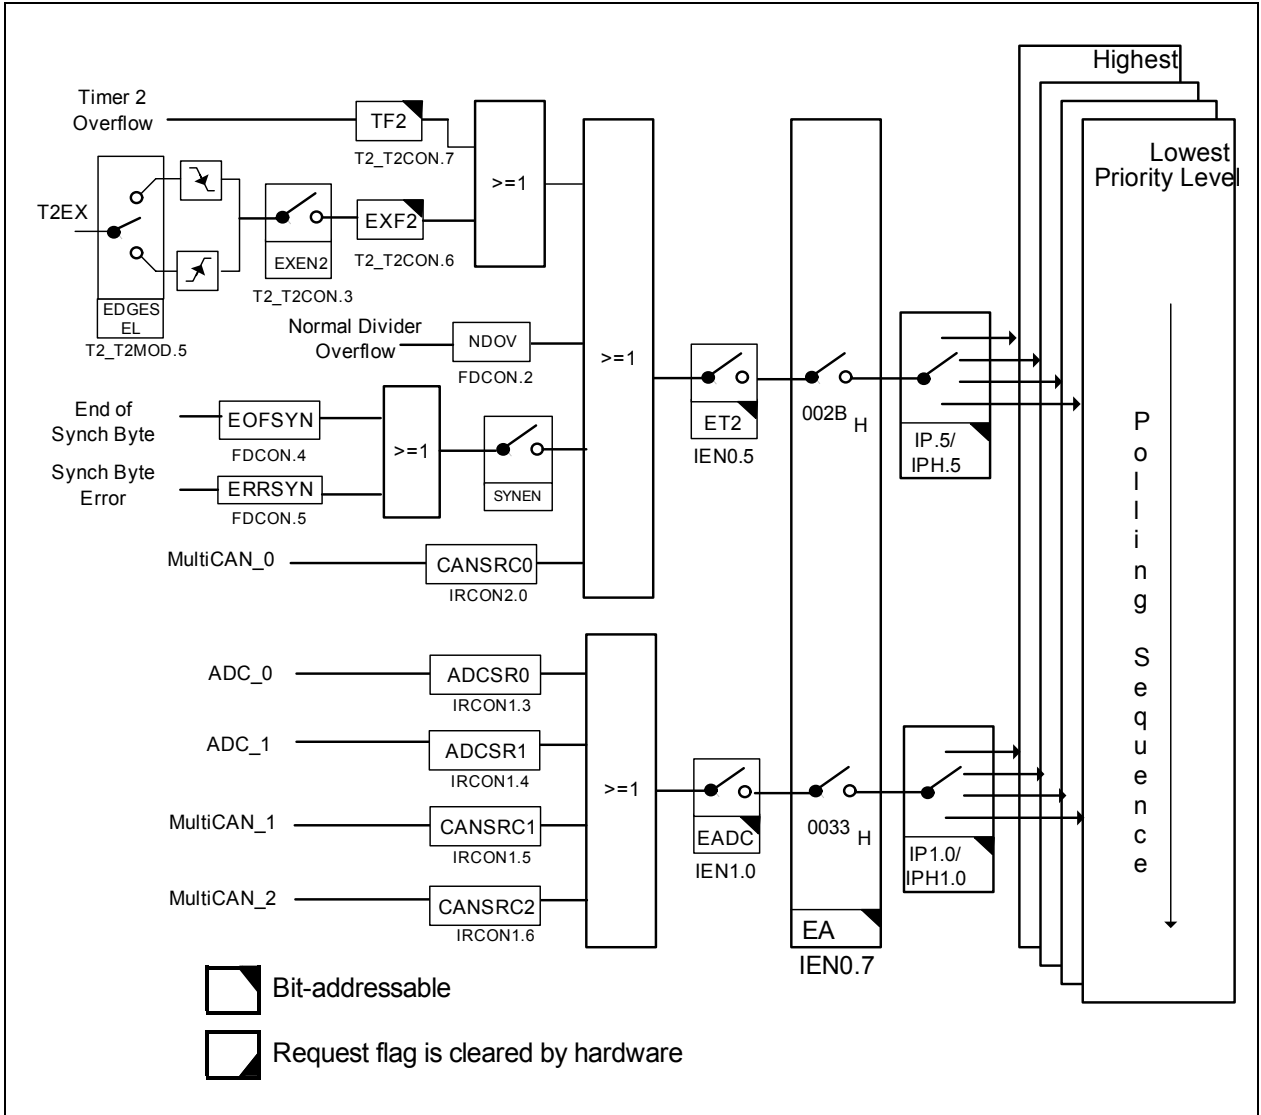 Highest
Lowest
Priority Level
Timer 2
Overflow
TF2
T2_T2CON.7
>=1
T2EX
EXF2
T2_T2CON.6
EXEN2
T2_T2CON.3
EDGES
EL
T2_T2MOD.5
Normal Divider
Overflow
NDOV
FDCON.2
>=1
ET2
IEN0.5
002B H
IP.5/
IPH.5
End of
Synch Byte
EOFSYN
FDCON.4
>=1
SYNEN
Synch Byte
Error
ERRSYN
FDCON.5
MultiCAN_0
CANSRC0
IRCON2.0
Polling Sequence
ADC_0
ADCSR0
IRCON1.3
ADC_1
ADCSR1
IRCON1.4
>=1
EADC
IEN1.0
0033 H
IP1.0/
IPH1.0
MultiCAN_1
CANSRC1
IRCON1.5
MultiCAN_2
CANSRC2
IRCON1.6
EA
IEN0.7
Bit-addressable
Request flag is cleared by hardware